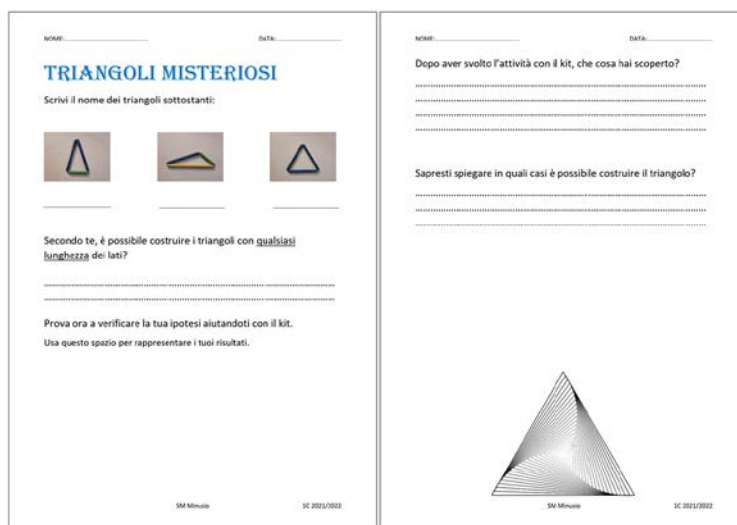 NOME:
DATA:
TRIANGOLI MISTERIOSI
Scrivi il nome dei triangoli sottostanti:
Secondo te, è possibile costruire i triangoli con qualsiasi
lunghezza dei lati?
Prova ora a verificare la tua ipotesi aiutandoti con il kit.
Usa questo spazio per rappresentare i tuoi risultati.
SM Minusio
1C 2021/2022
NOME:
DATA:
Dopo aver svolto l'attività con il kit, che cosa hai scoperto?
Sapresti spiegare in quali casi è possibile costruire il triangolo?
SM Minusio
1C 2021/2022